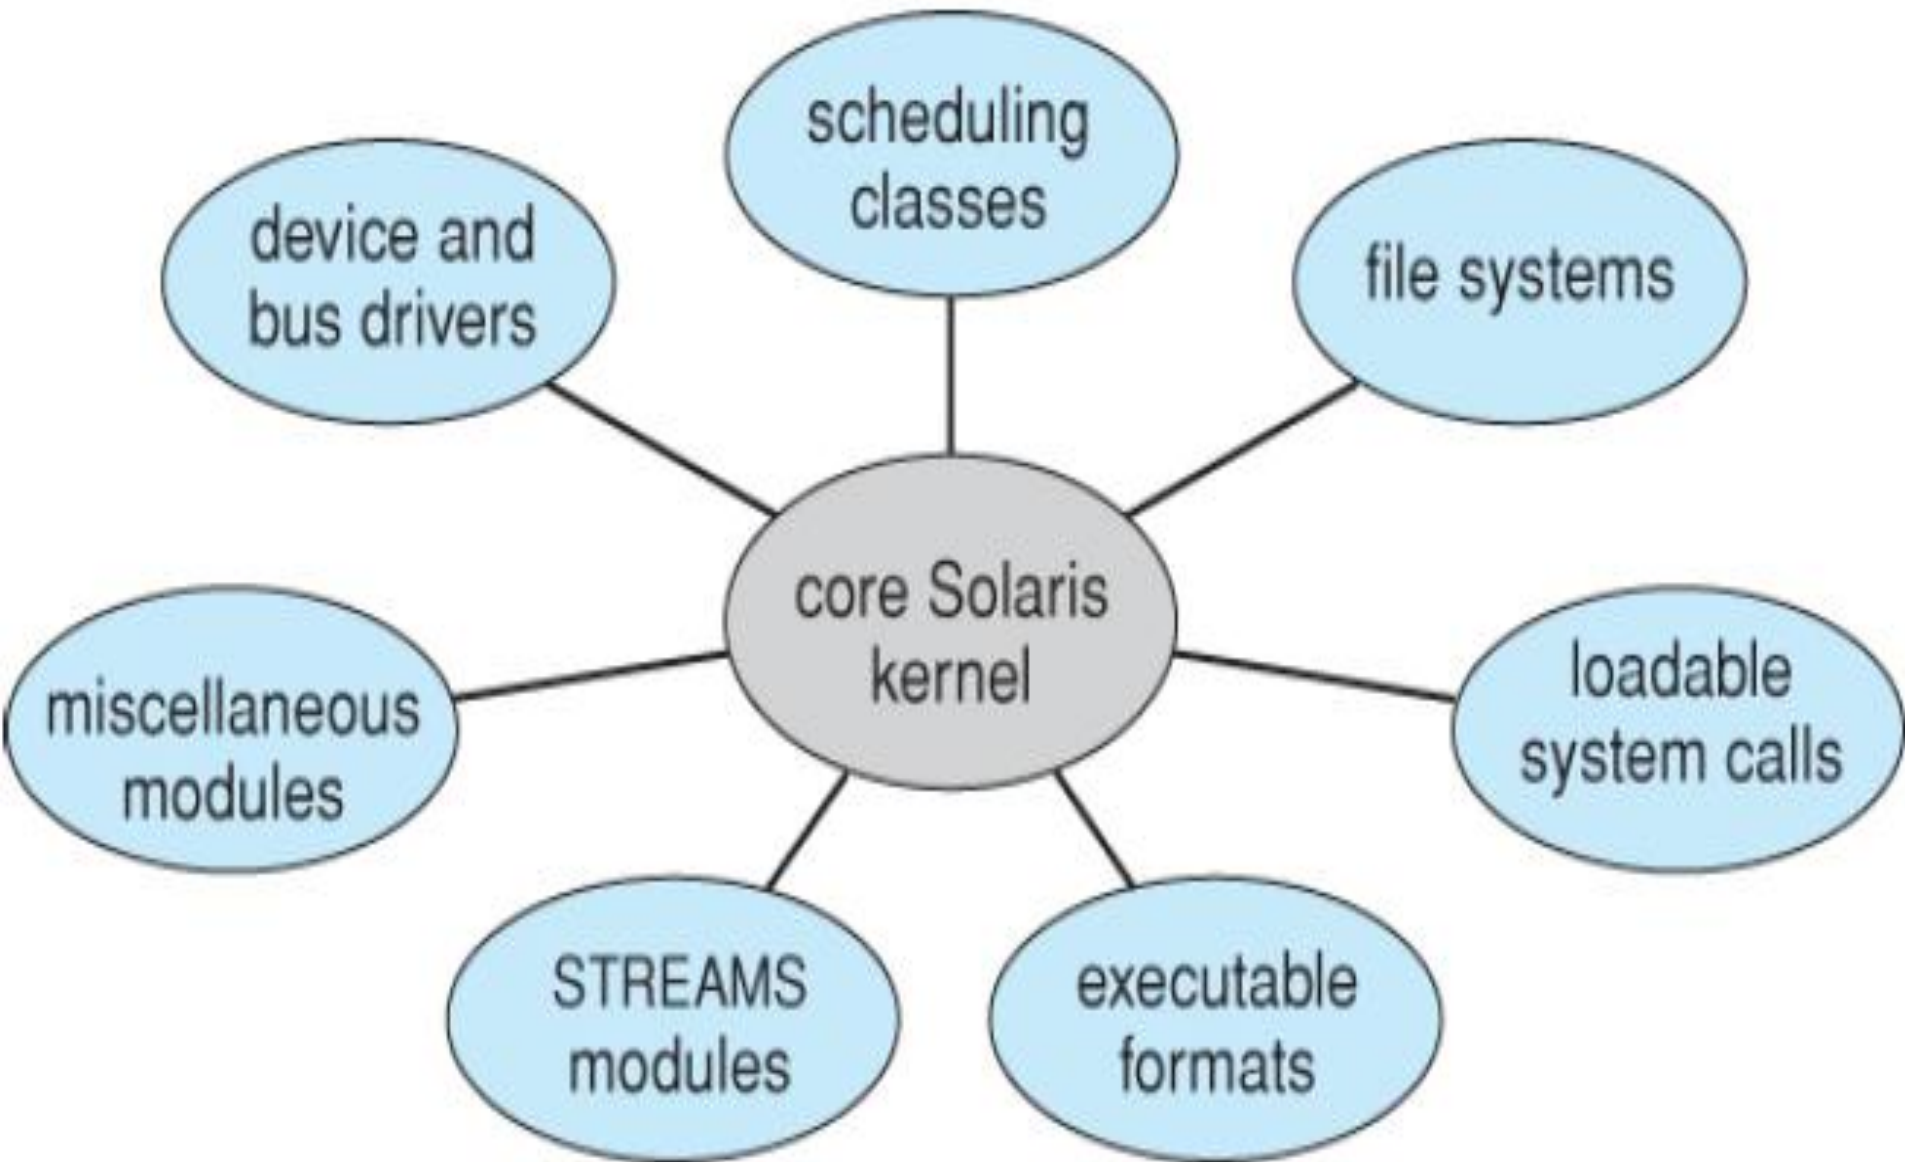 scheduling
classes
device and
bus drivers
file systems
core Solaris
kernel
loadable
system calls
miscellaneous
modules
STREAMS
modules
executable
formats